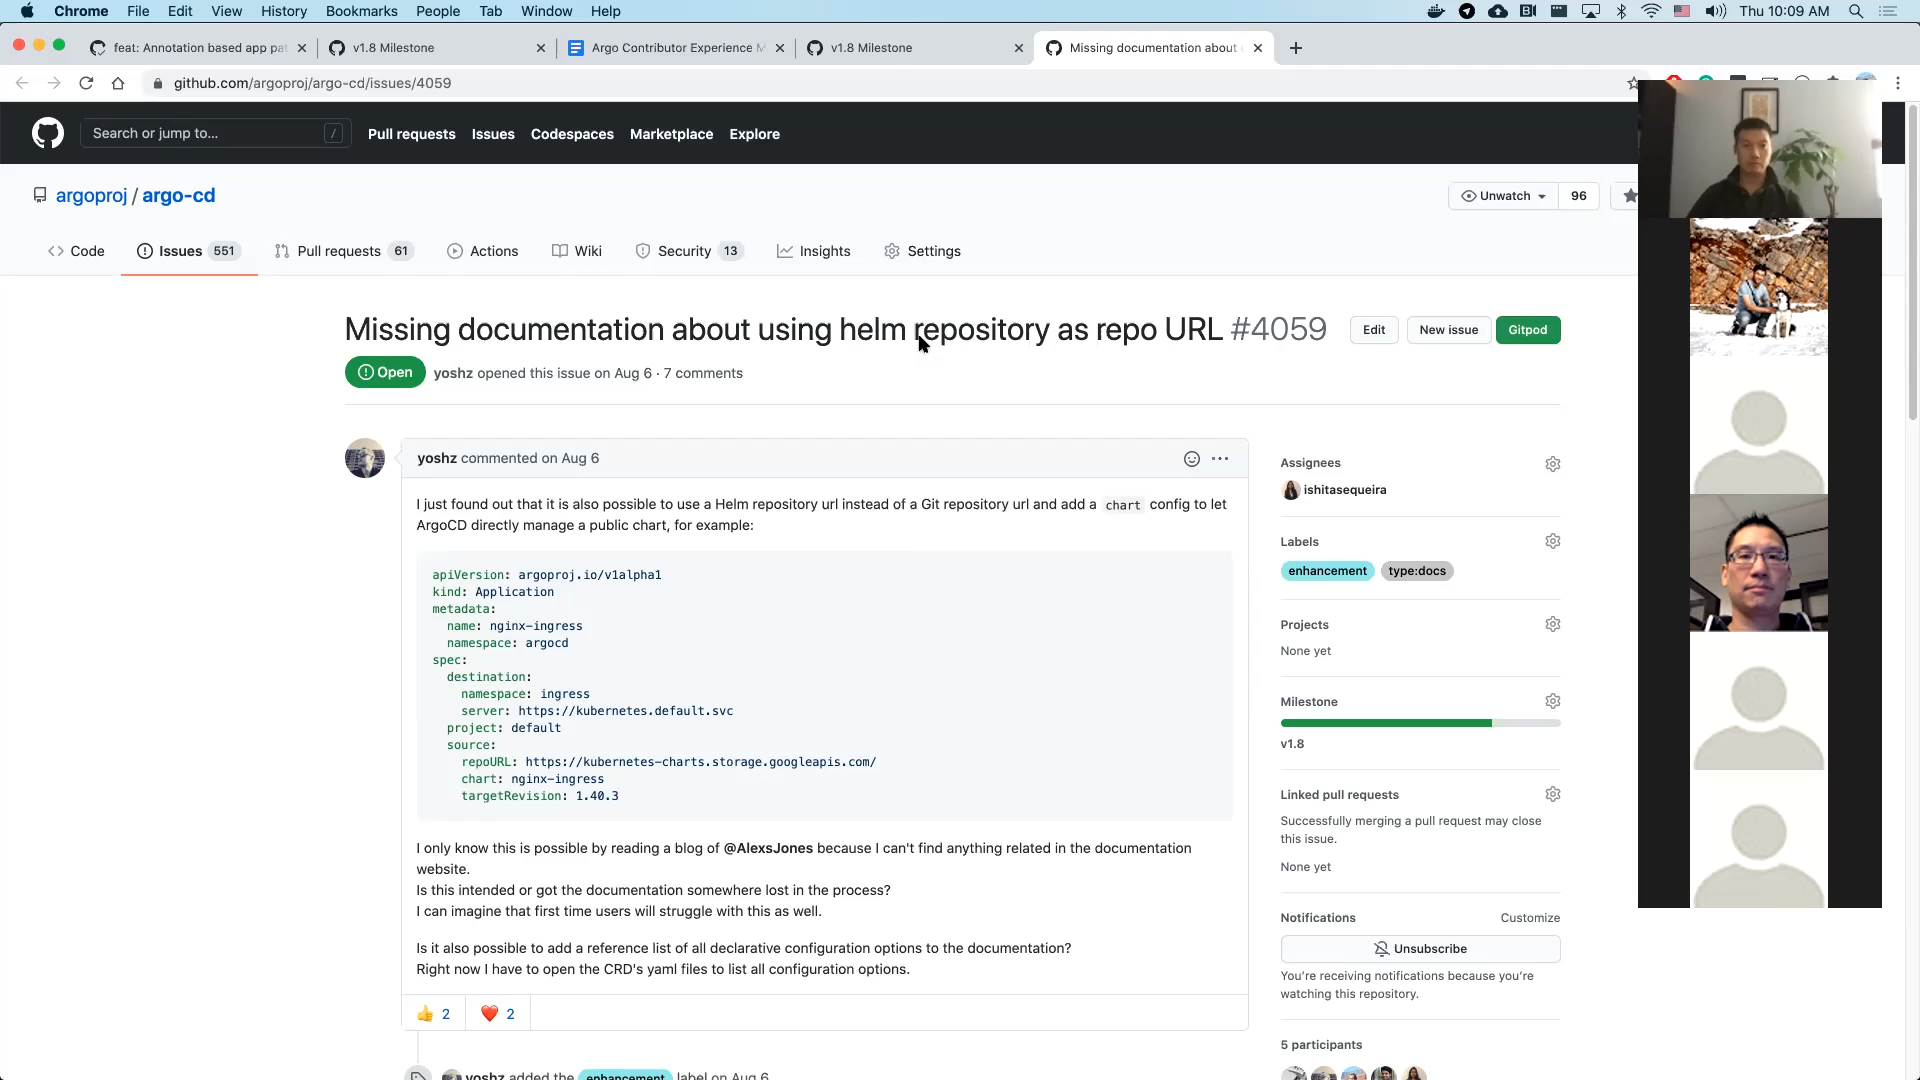 Chrome File Edit View History Bookmarks People Tab Window Help Thu 10:09 AM
feat: Annotation based app pat v1.8 Milestone Argo Contributor Experience M v1.8 Milestone Missing documentation about
github.com/argoproj/argo-cd/issues/4059
Search or jump to... / Pull requests Issues Codespaces Marketplace Explore
argoproj / argo-cd Unwatch 96
Code Issues 551 Pull requests 61 Actions Wiki Security 13 Insights Settings
Missing documentation about using helm repository as repo URL #4059 Edit New issue Gitpod
Open yoshz opened this issue on Aug 6 · 7 comments
yoshz commented on Aug 6
I just found out that it is also possible to use a Helm repository url instead of a Git repository url and add a chart config to let
ArgoCD directly manage a public chart, for example:
apiVersion: argoproj.io/v1alpha1
kind: Application
metadata:
  name: nginx-ingress
  namespace: argocd
spec:
  destination:
    namespace: ingress
    server: https://kubernetes.default.svc
  project: default
  source:
    repoURL: https://kubernetes-charts.storage.googleapis.com/
    chart: nginx-ingress
    targetRevision: 1.40.3
I only know this is possible by reading a blog of @AlexsJones because I can't find anything related in the documentation
website.
Is this intended or got the documentation somewhere lost in the process?
I can imagine that first time users will struggle with this as well.
Is it also possible to add a reference list of all declarative configuration options to the documentation?
Right now I have to open the CRD's yaml files to list all configuration options.
👍 2 ❤️ 2
yoshz added the enhancement label on Aug 6
Assignees
ishitasequeira
Labels
enhancement type:docs
Projects
None yet
Milestone
v1.8
Linked pull requests
Successfully merging a pull request may close
this issue.
None yet
Notifications Customize
Unsubscribe
You're receiving notifications because you're
watching this repository.
5 participants